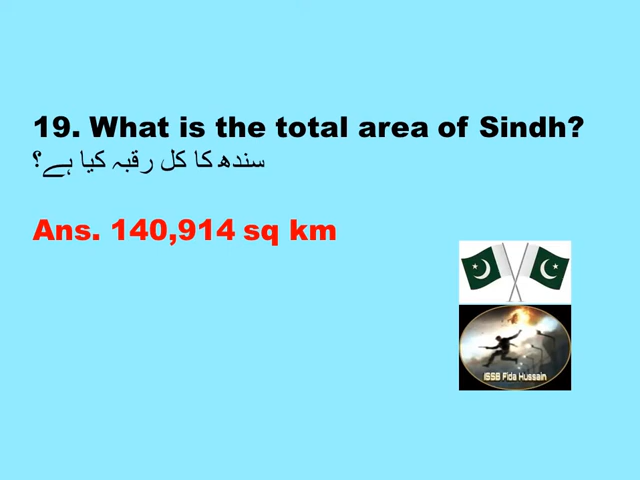 19. What is the total area of Sindh?
سندھ کا کل رقبہ کیا ہے؟
Ans. 140,914 sq km
ISSB Fida Hussain